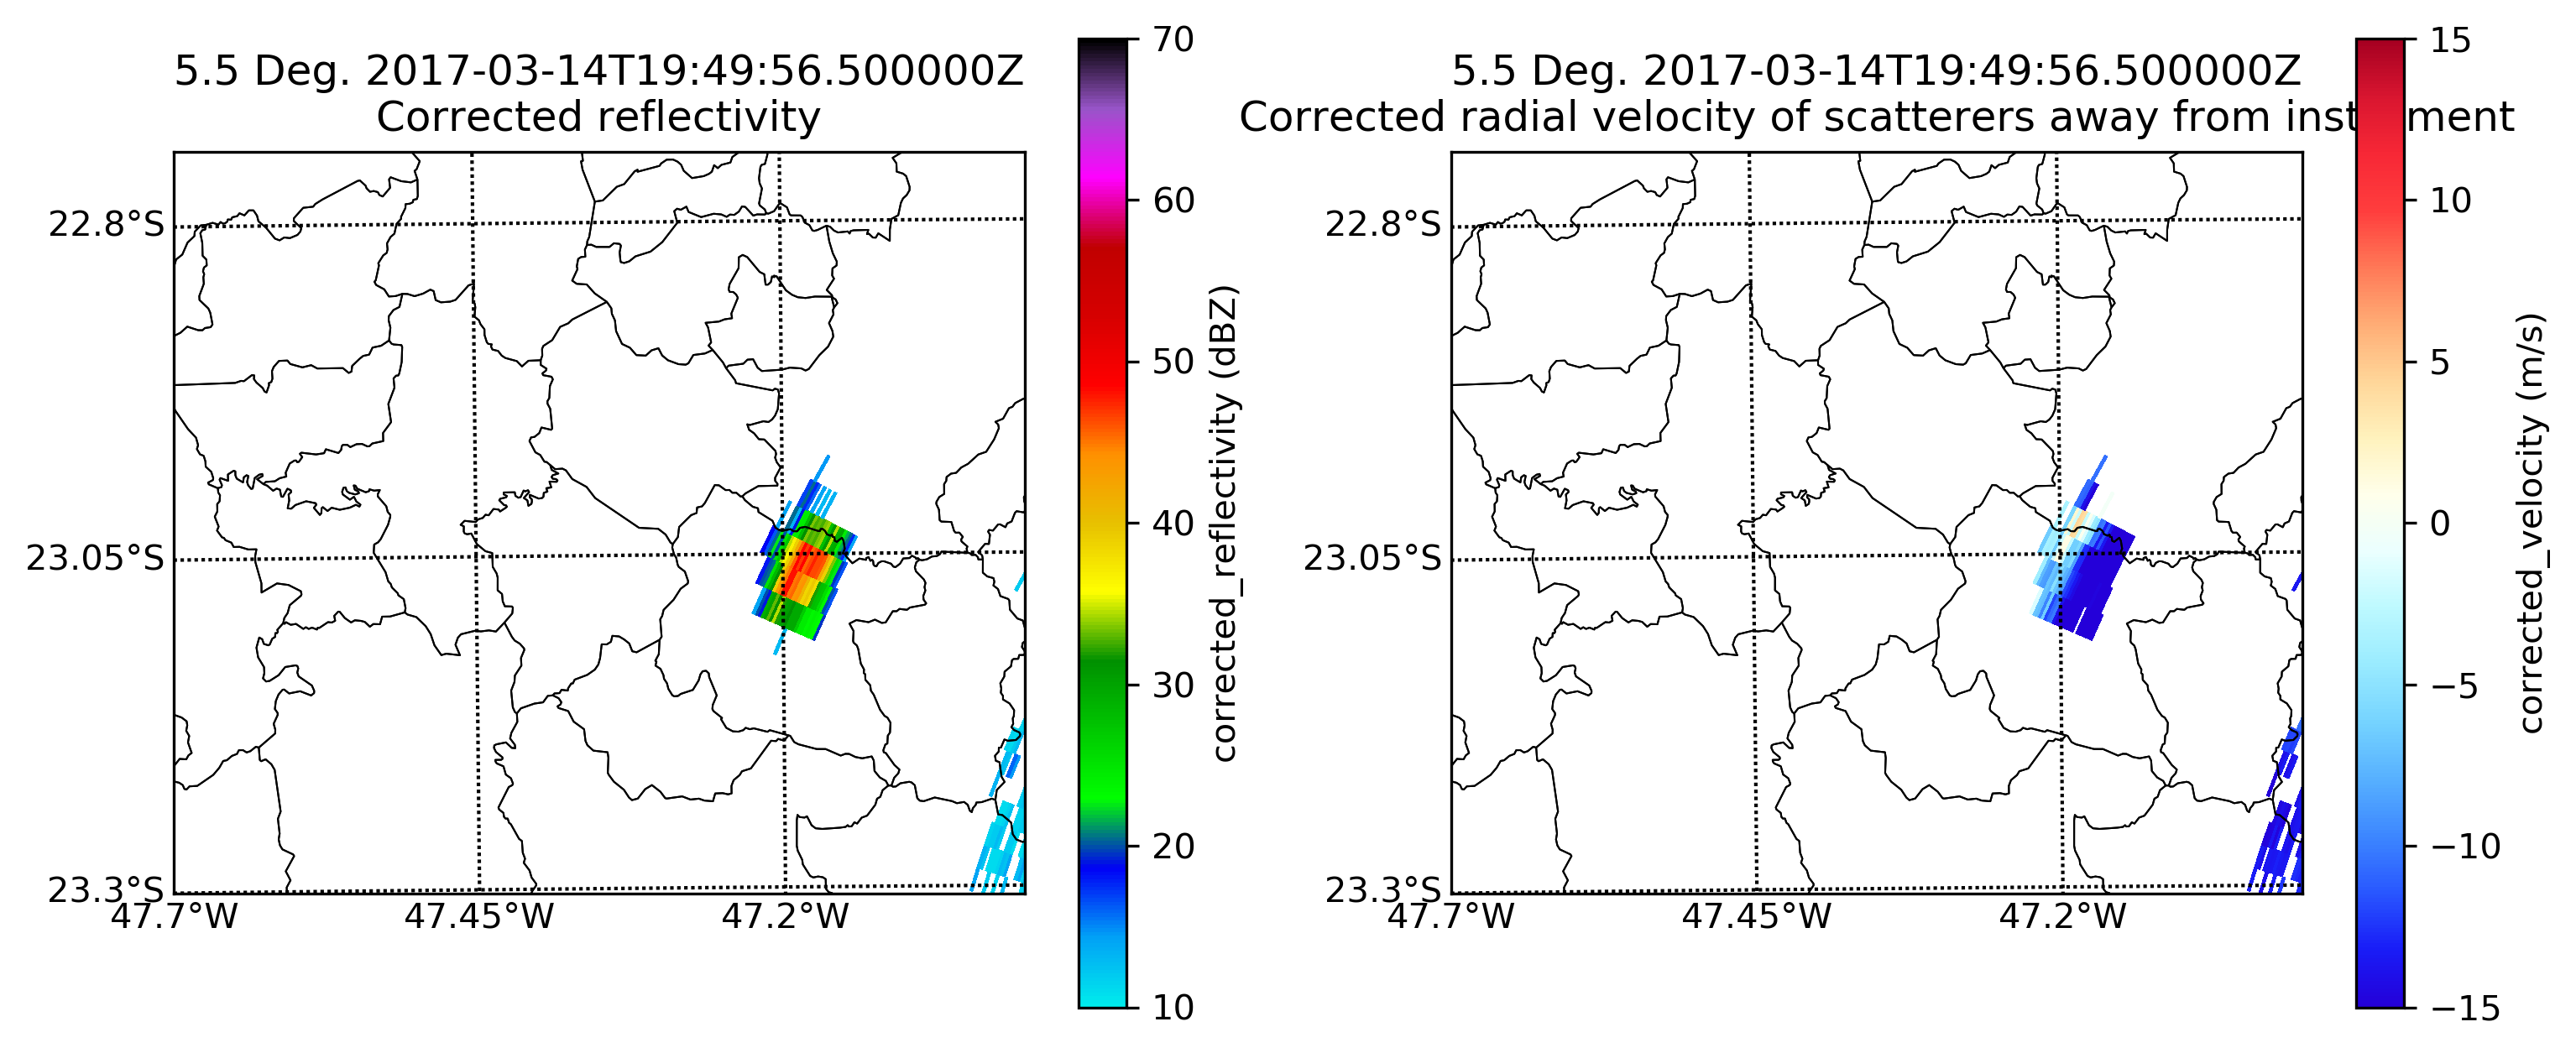 5.5 Deg. 2017-03-14T19:49:56.500000Z
Corrected reflectivity
22.8°S
23.05°S
23.3°S
47.7°W
47.45°W
47.2°W
70
60
50
40
30
20
10
corrected_reflectivity (dBZ)
5.5 Deg. 2017-03-14T19:49:56.500000Z
Corrected radial velocity of scatterers away from inst ment
22.8°S
23.05°S
23.3°S
47.7°W
47.45°W
47.2°W
15
10
5
0
−5
−10
−15
corrected_velocity (m/s)